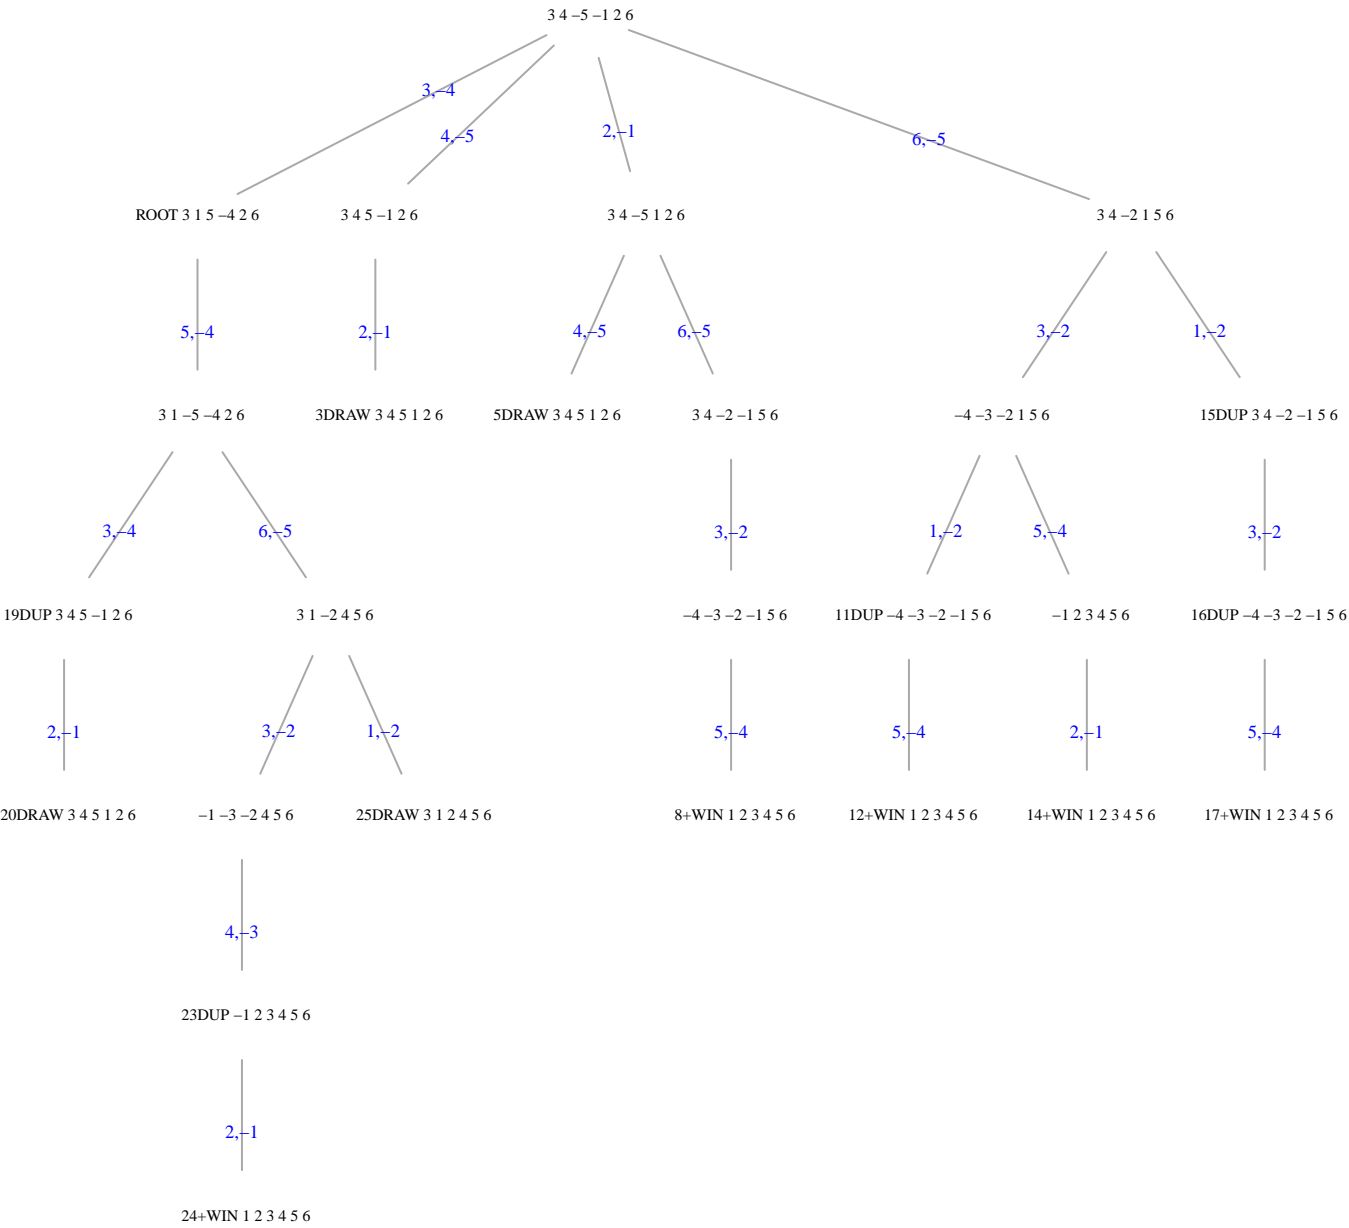 3 4 −5 −1 2 6
3,−4
4,−5
2,−1
6,−5
ROOT 3 1 5 −4 2 6
3 4 5 −1 2 6
3 4 −5 1 2 6
3 4 −2 1 5 6
5,−4
2,−1
4,−5
6,−5
3,−2
1,−2
3 1 −5 −4 2 6
3DRAW 3 4 5 1 2 6
5DRAW 3 4 5 1 2 6
3 4 −2 −1 5 6
−4 −3 −2 1 5 6
15DUP 3 4 −2 −1 5 6
3,−4
6,−5
3,−2
1,−2
5,−4
3,−2
19DUP 3 4 5 −1 2 6
3 1 −2 4 5 6
−4 −3 −2 −1 5 6
11DUP −4 −3 −2 −1 5 6
−1 2 3 4 5 6
16DUP −4 −3 −2 −1 5 6
2,−1
3,−2
1,−2
5,−4
5,−4
2,−1
5,−4
20DRAW 3 4 5 1 2 6
−1 −3 −2 4 5 6
25DRAW 3 1 2 4 5 6
8+WIN 1 2 3 4 5 6
12+WIN 1 2 3 4 5 6
14+WIN 1 2 3 4 5 6
17+WIN 1 2 3 4 5 6
4,−3
23DUP −1 2 3 4 5 6
2,−1
24+WIN 1 2 3 4 5 6